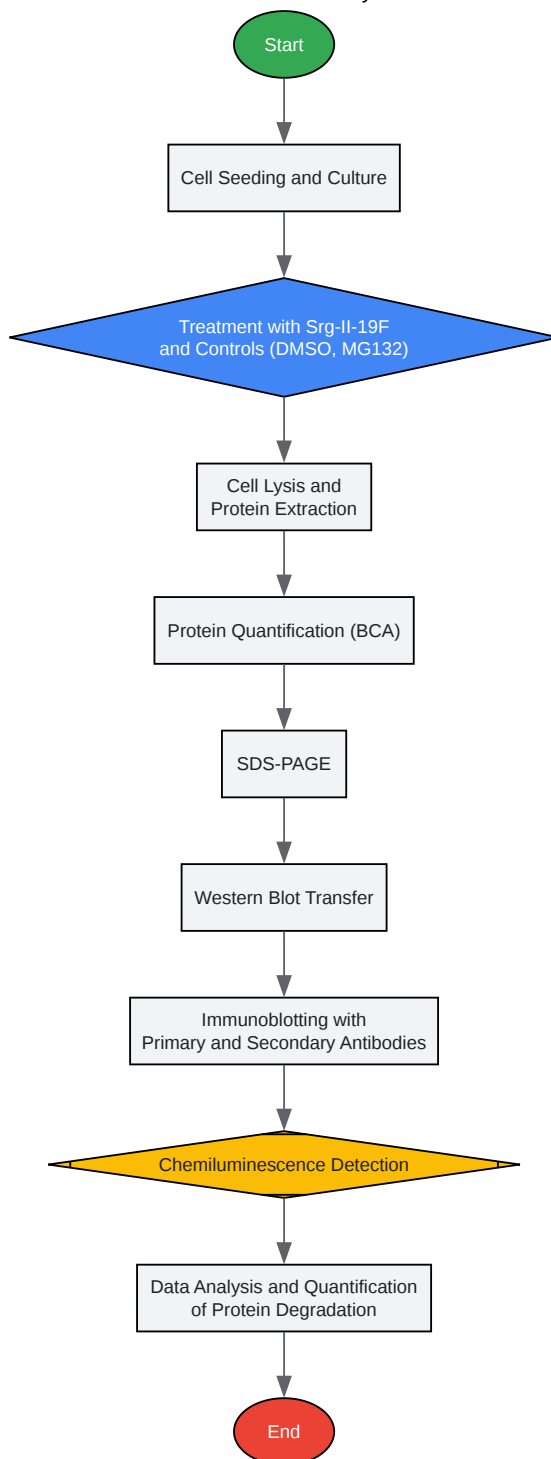 Start
Cell Seeding and Culture
Treatment with Srg-II-19F
and Controls (DMSO, MG132)
Cell Lysis and
Protein Extraction
Protein Quantification (BCA)
SDS-PAGE
Western Blot Transfer
Immunoblotting with
Primary and Secondary Antibodies
Chemiluminescence Detection
Data Analysis and Quantification
of Protein Degradation
End